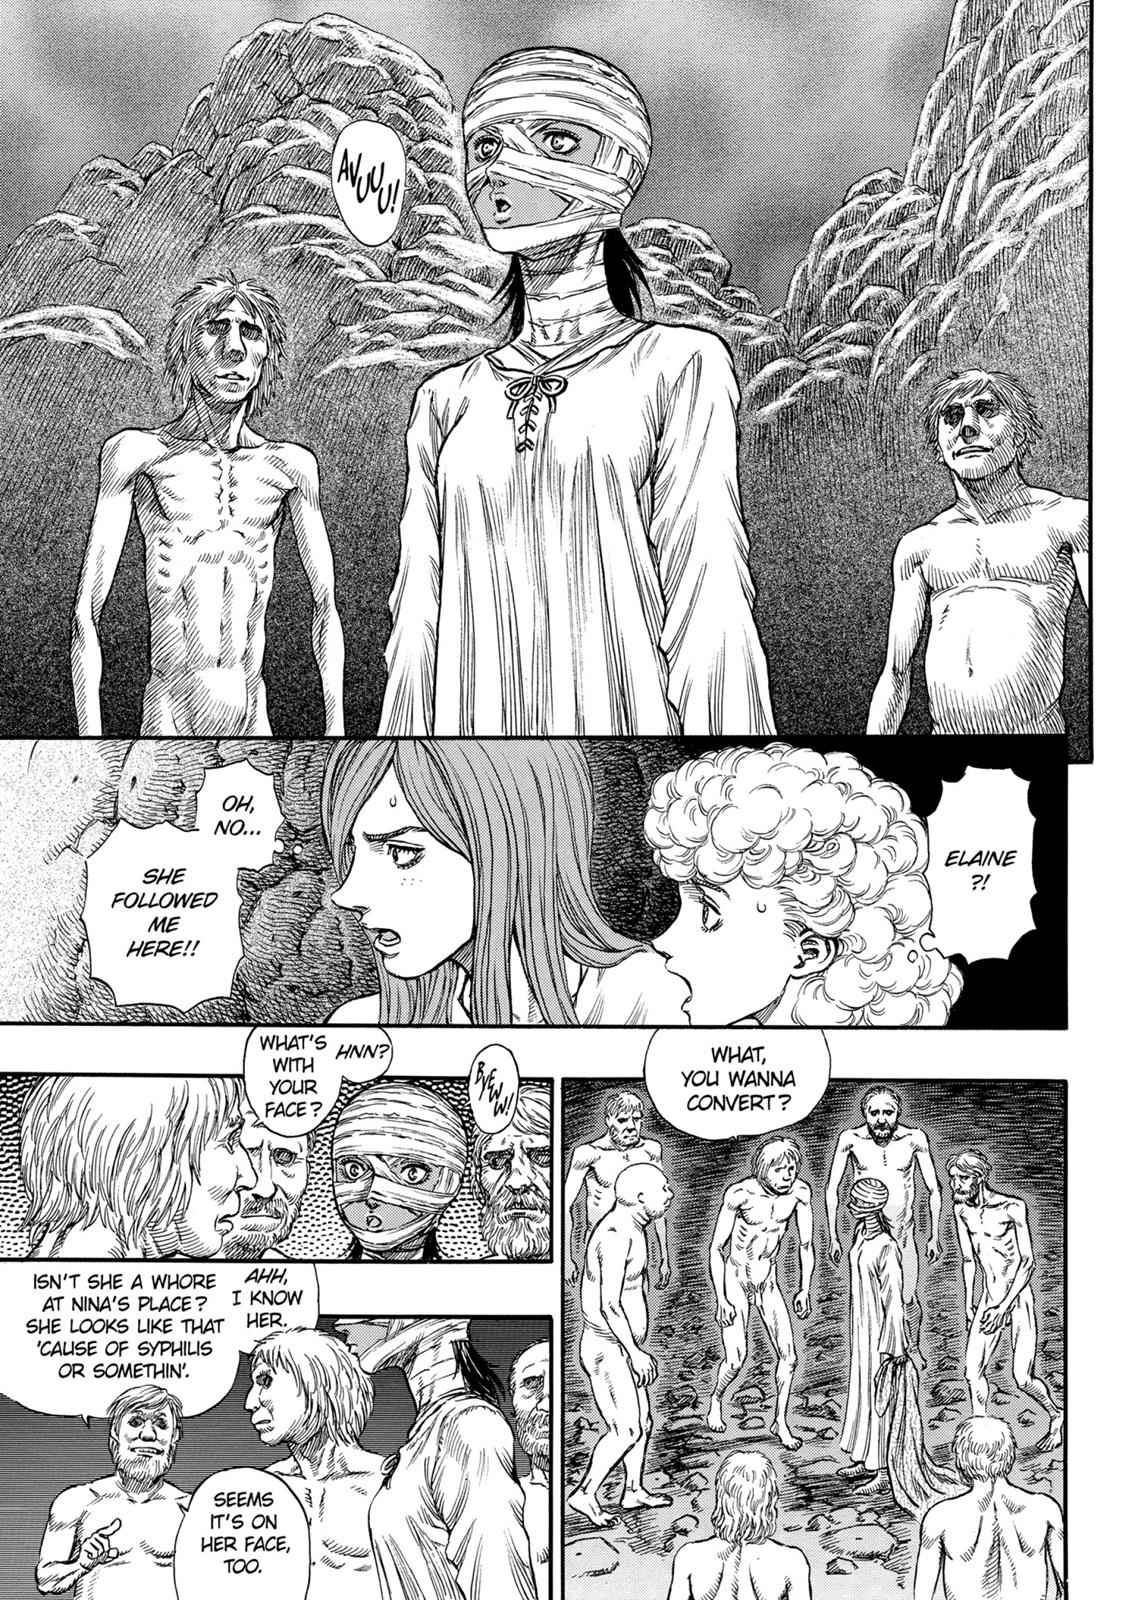 AVUUU!
OH,
NO...
SHE
FOLLOWED
ME
HERE!!
ELAINE
?!
WHAT'S
WITH
YOUR
FACE?
HNN?
BYEWW!
WHAT,
YOU WANNA
CONVERT?
ISN'T SHE A WHORE
AT NINA'S PLACE?
SHE LOOKS LIKE THAT
'CAUSE OF SYPHILIS
OR SOMETHIN'.
AHH,
I KNOW
HER.
SEEMS
IT'S ON
HER FACE,
TOO.